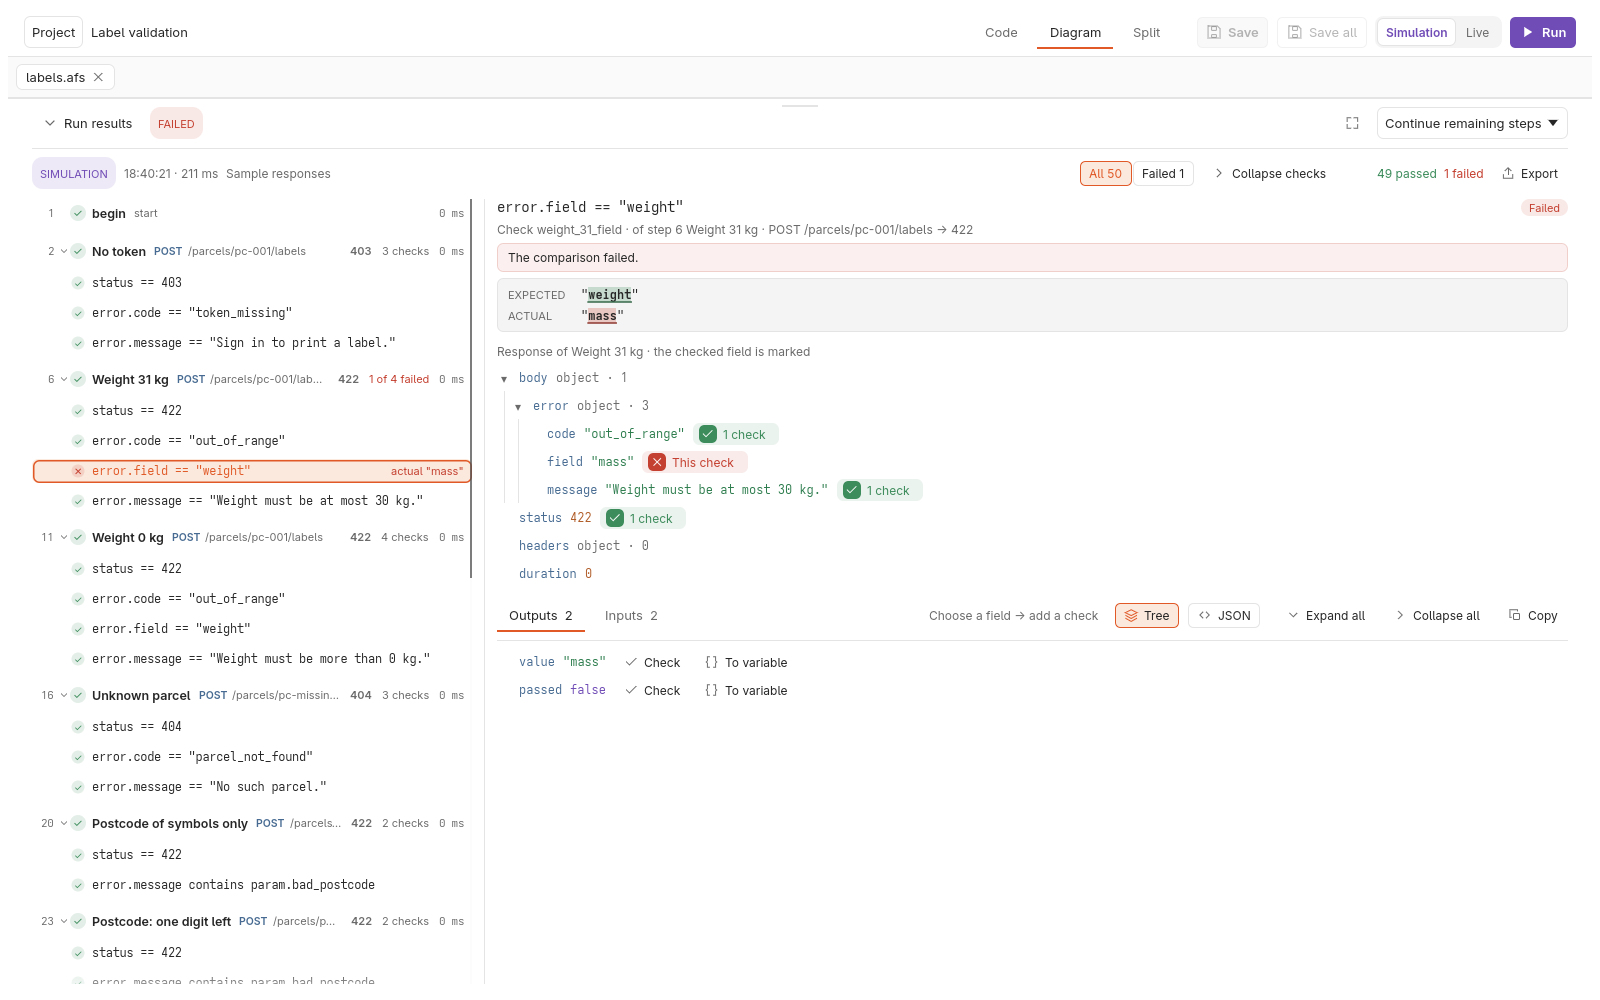 Project Label validation Code Diagram Split Save Save all Simulation Live Run
labels.afs
Run results FAILED Continue remaining steps
SIMULATION 18:40:21 · 211 ms Sample responses All 50 Failed 1 Collapse checks 49 passed 1 failed Export
1 begin start 0 ms
2 No token POST /parcels/pc-001/labels 403 3 checks 0 ms
status == 403
error.code == "token_missing"
error.message == "Sign in to print a label."
6 Weight 31 kg POST /parcels/pc-001/lab... 422 1 of 4 failed 0 ms
status == 422
error.code == "out_of_range"
error.field == "weight" actual "mass"
error.message == "Weight must be at most 30 kg."
11 Weight 0 kg POST /parcels/pc-001/labels 422 4 checks 0 ms
status == 422
error.code == "out_of_range"
error.field == "weight"
error.message == "Weight must be more than 0 kg."
16 Unknown parcel POST /parcels/pc-missin... 404 3 checks 0 ms
status == 404
error.code == "parcel_not_found"
error.message == "No such parcel."
20 Postcode of symbols only POST /parcels... 422 2 checks 0 ms
status == 422
error.message contains param.bad_postcode
23 Postcode: one digit left POST /parcels/p... 422 2 checks 0 ms
status == 422
error.message contains param.bad_postcode
error.field == "weight" Failed
Check weight_31_field · of step 6 Weight 31 kg · POST /parcels/pc-001/labels → 422
The comparison failed.
EXPECTED "weight"
ACTUAL "mass"
Response of Weight 31 kg · the checked field is marked
body object · 1
error object · 3
code "out_of_range" 1 check
field "mass" This check
message "Weight must be at most 30 kg." 1 check
status 422 1 check
headers object · 0
duration 0
Outputs 2 Inputs 2 Choose a field → add a check Tree JSON Expand all Collapse all Copy
value "mass" Check {} To variable
passed false Check {} To variable